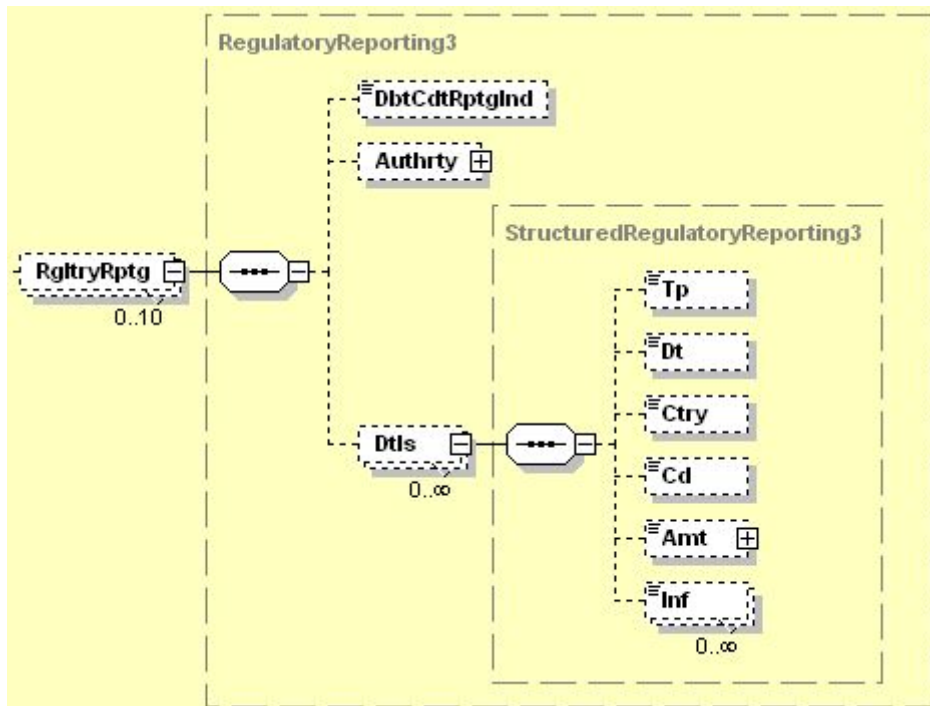 RegulatoryReporting3
DbtCdtRptgInd
Authrty
StructuredRegulatoryReporting3
RgltryRptg
0..10
Tp
Dt
Ctry
Dtls
0..∞
Cd
Amt
Inf
0..∞